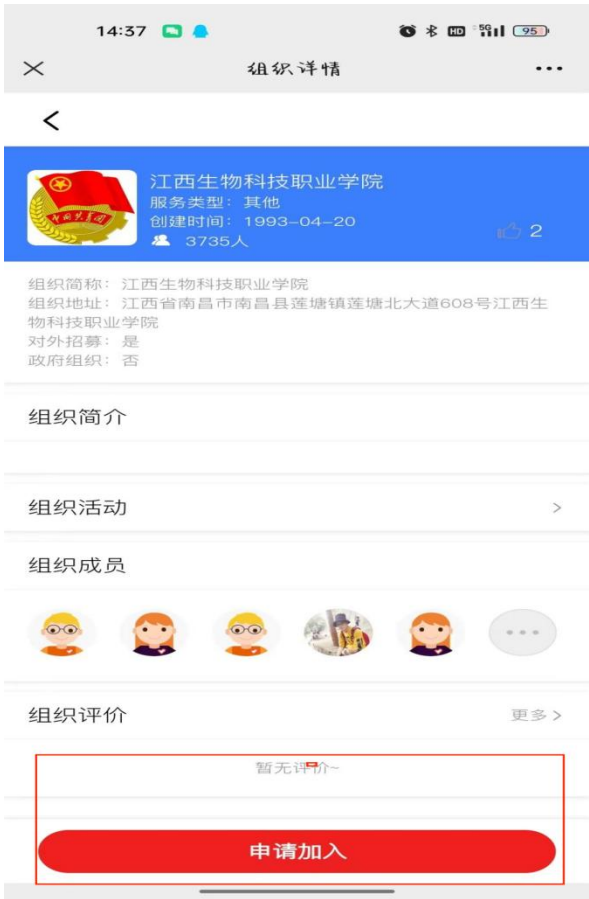 14:37 HD 5G 95
组织详情
江西生物科技职业学院
服务类型：其他
创建时间：1993-04-20
3735人
2
组织简称：江西生物科技职业学院
组织地址：江西省南昌市南昌县莲塘镇莲塘北大道608号江西生
物科技职业学院
对外招募：是
政府组织：否
组织简介
组织活动 >
组织成员
组织评价 更多 >
暂无评价~
申请加入